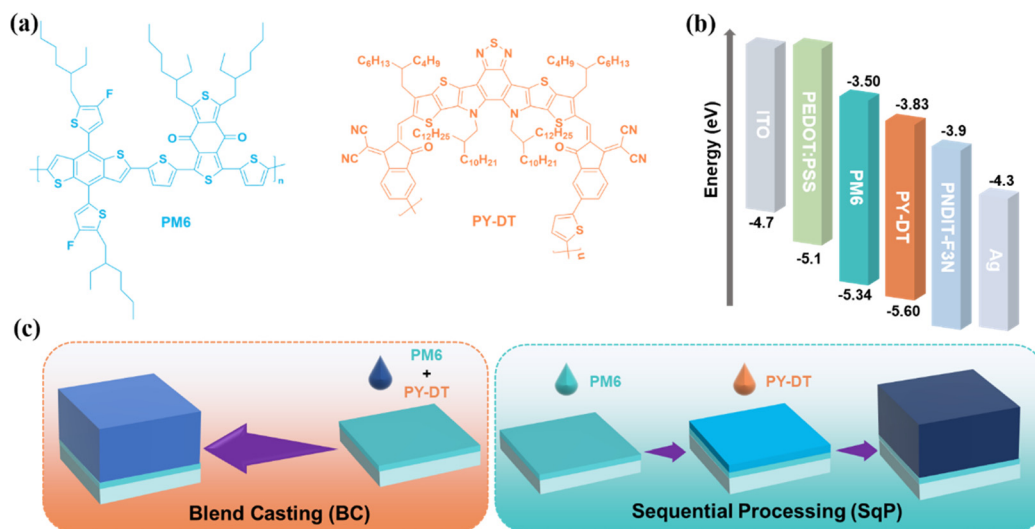 (a)
F
S
S
O
O
S
S
S
S
S
S
F
n
PM6
C6H13
C4H9
N
S
N
C4H9
C6H13
S
S
S
S
N
N
NC
CN
O
C12H25
C10H21
C12H25
C10H21
O
CN
CN
S
n
PY-DT
(b)
Energy (eV)
ITO
-4.7
PEDOT:PSS
-5.1
-3.50
PM6
-5.34
-3.83
PY-DT
-5.60
-3.9
PNDIT-F3N
-4.3
Ag
(c)
PM6
+
PY-DT
Blend Casting (BC)
PM6
PY-DT
Sequential Processing (SqP)